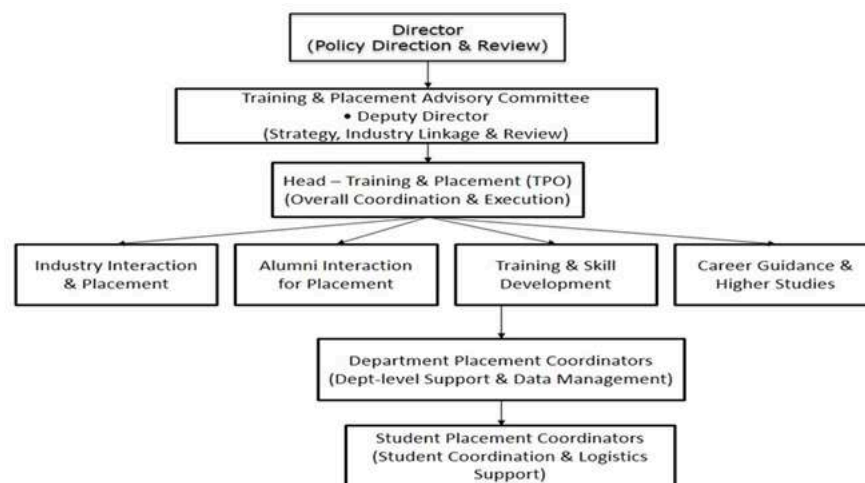 Director
(Policy Direction & Review)
Training & Placement Advisory Committee
• Deputy Director
(Strategy, Industry Linkage & Review)
Head – Training & Placement (TPO)
(Overall Coordination & Execution)
Industry Interaction
& Placement
Alumni Interaction
for Placement
Training & Skill
Development
Career Guidance &
Higher Studies
Department Placement Coordinators
(Dept-level Support & Data Management)
Student Placement Coordinators
(Student Coordination & Logistics
Support)